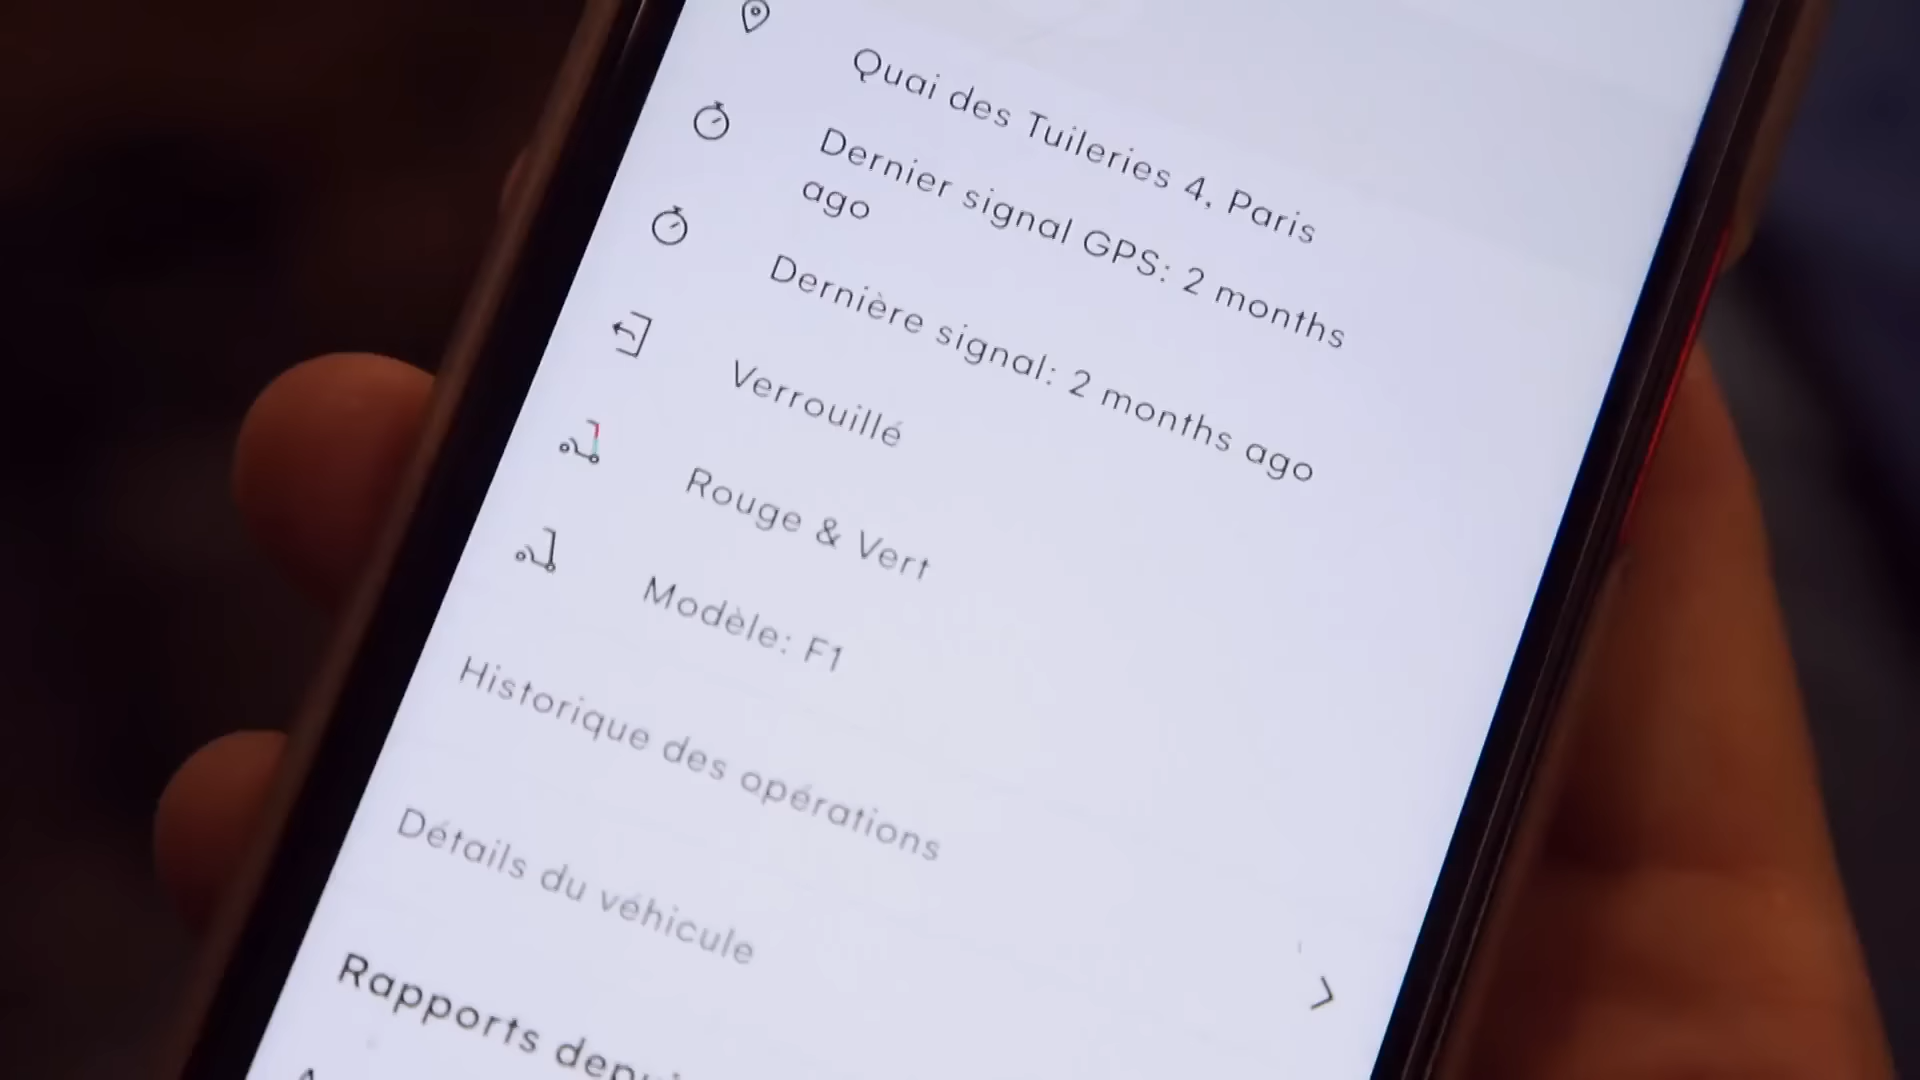 Quai des Tuileries 4, Paris
Dernier signal GPS: 2 months
ago
Dernière signal: 2 months ago
Verrouillé
Rouge & Vert
Modèle: F1
Historique des opérations
Détails du véhicule
Rapports